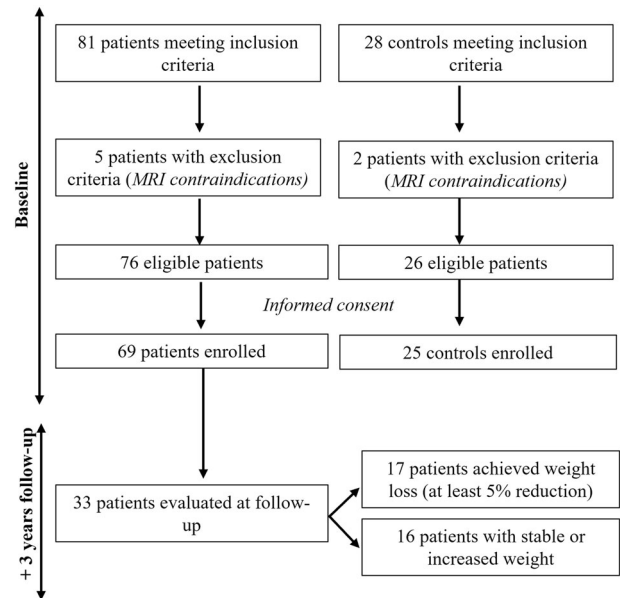 Baseline
81 patients meeting inclusion
criteria
28 controls meeting inclusion
criteria
5 patients with exclusion
criteria (MRI contraindications)
2 patients with exclusion criteria
(MRI contraindications)
76 eligible patients
26 eligible patients
Informed consent
69 patients enrolled
25 controls enrolled
+ 3 years follow-up
33 patients evaluated at follow-
up
17 patients achieved weight
loss (at least 5% reduction)
16 patients with stable or
increased weight